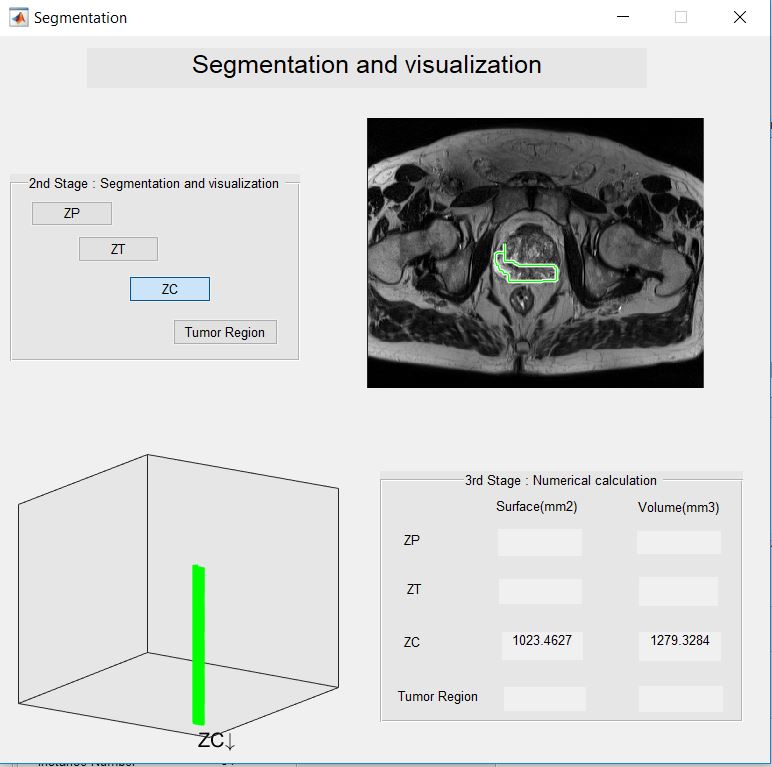 Segmentation
Segmentation and visualization
2nd Stage : Segmentation and visualization
ZP
ZT
ZC
Tumor Region
ZC↓
3rd Stage : Numerical calculation
Surface(mm2) Volume(mm3)
ZP
ZT
ZC 1023.4627 1279.3284
Tumor Region